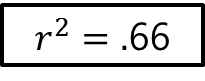 r² = .66